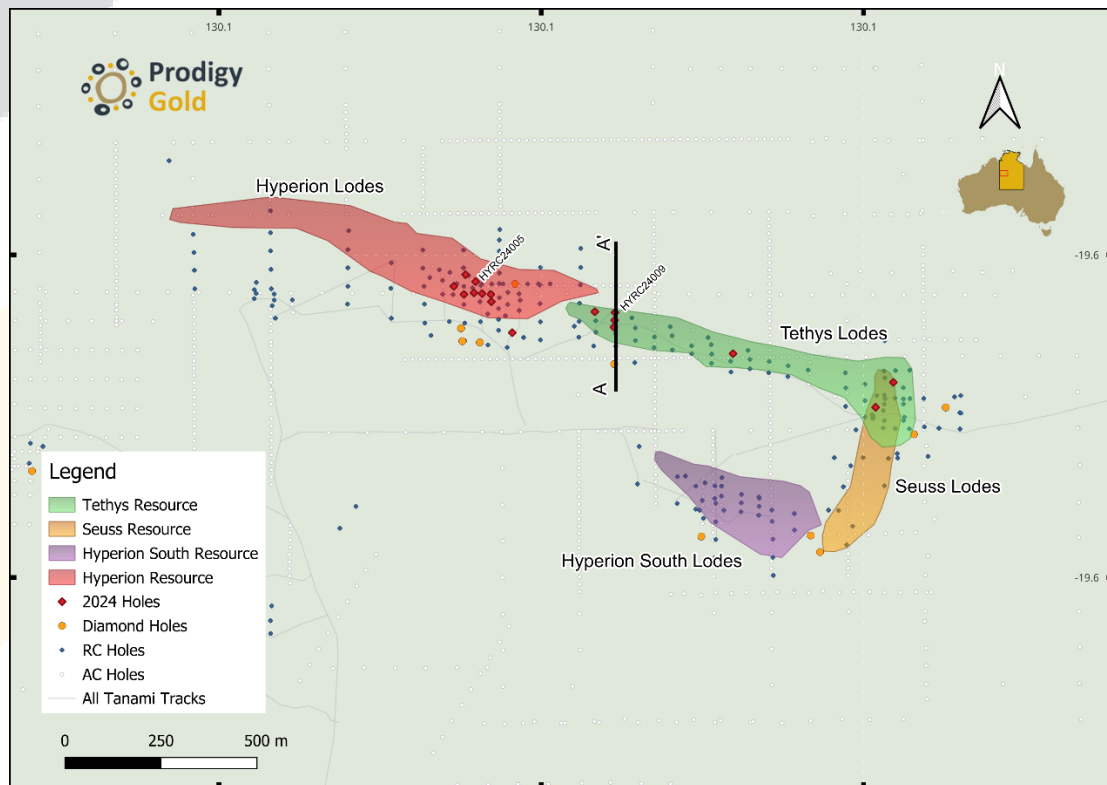 130.1
130.1
130.1
Prodigy
Gold
N
Hyperion Lodes
HYRC24005
A'
HYRC24009
-19.6
Tethys Lodes
A
Seuss Lodes
Hyperion South Lodes
-19.6
Legend
Tethys Resource
Seuss Resource
Hyperion South Resource
Hyperion Resource
2024 Holes
Diamond Holes
RC Holes
AC Holes
All Tanami Tracks
0 250 500 m